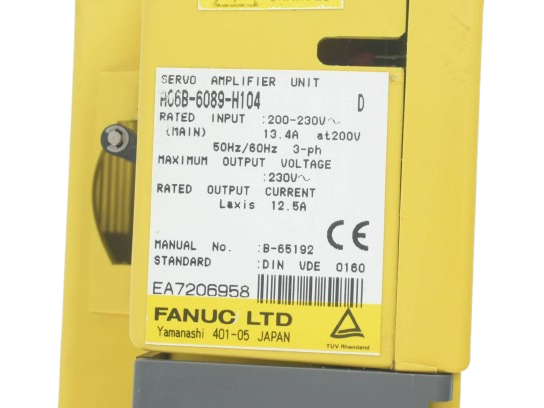 SERVO AMPLIFIER UNIT
A06B-6089-H104 D
RATED INPUT :200-230V~
(MAIN) 13.4A at200V
50Hz/60Hz 3-ph
MAXIMUM OUTPUT VOLTAGE
:230V~
RATED OUTPUT CURRENT
Laxis 12.5A
CE
MANUAL No. :B-65192
STANDARD :DIN VDE 0160
EA7206958
FANUC LTD
Yamanashi 401-05 JAPAN
TÜV Rheinland